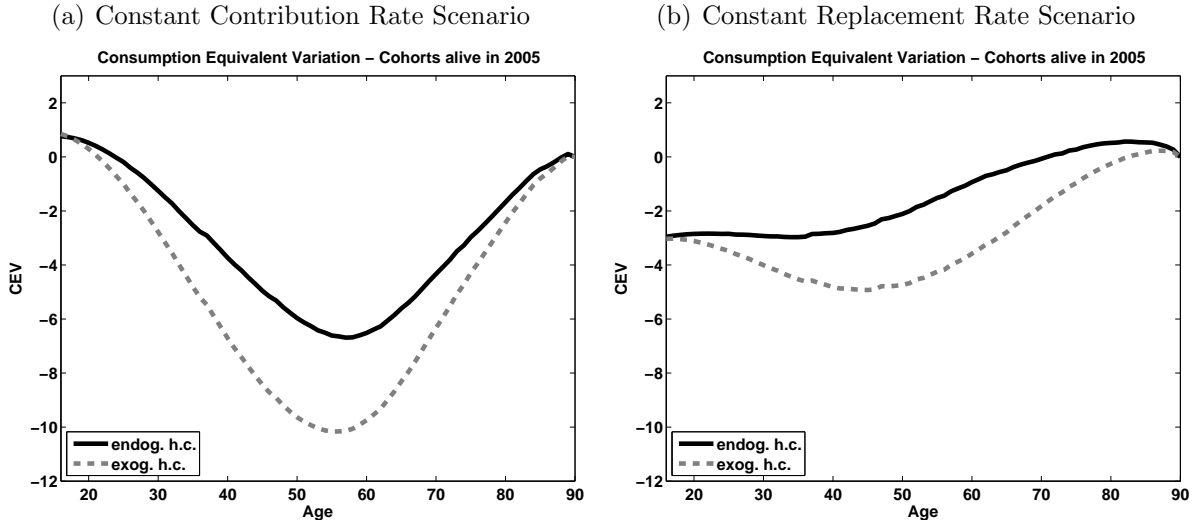 (a) Constant Contribution Rate Scenario
Consumption Equivalent Variation – Cohorts alive in 2005
CEV
2
0
−2
−4
−6
−8
−10
−12
endog. h.c.
exog. h.c.
20 30 40 50 60 70 80 90
Age
(b) Constant Replacement Rate Scenario
Consumption Equivalent Variation – Cohorts alive in 2005
CEV
2
0
−2
−4
−6
−8
−10
−12
endog. h.c.
exog. h.c.
20 30 40 50 60 70 80 90
Age